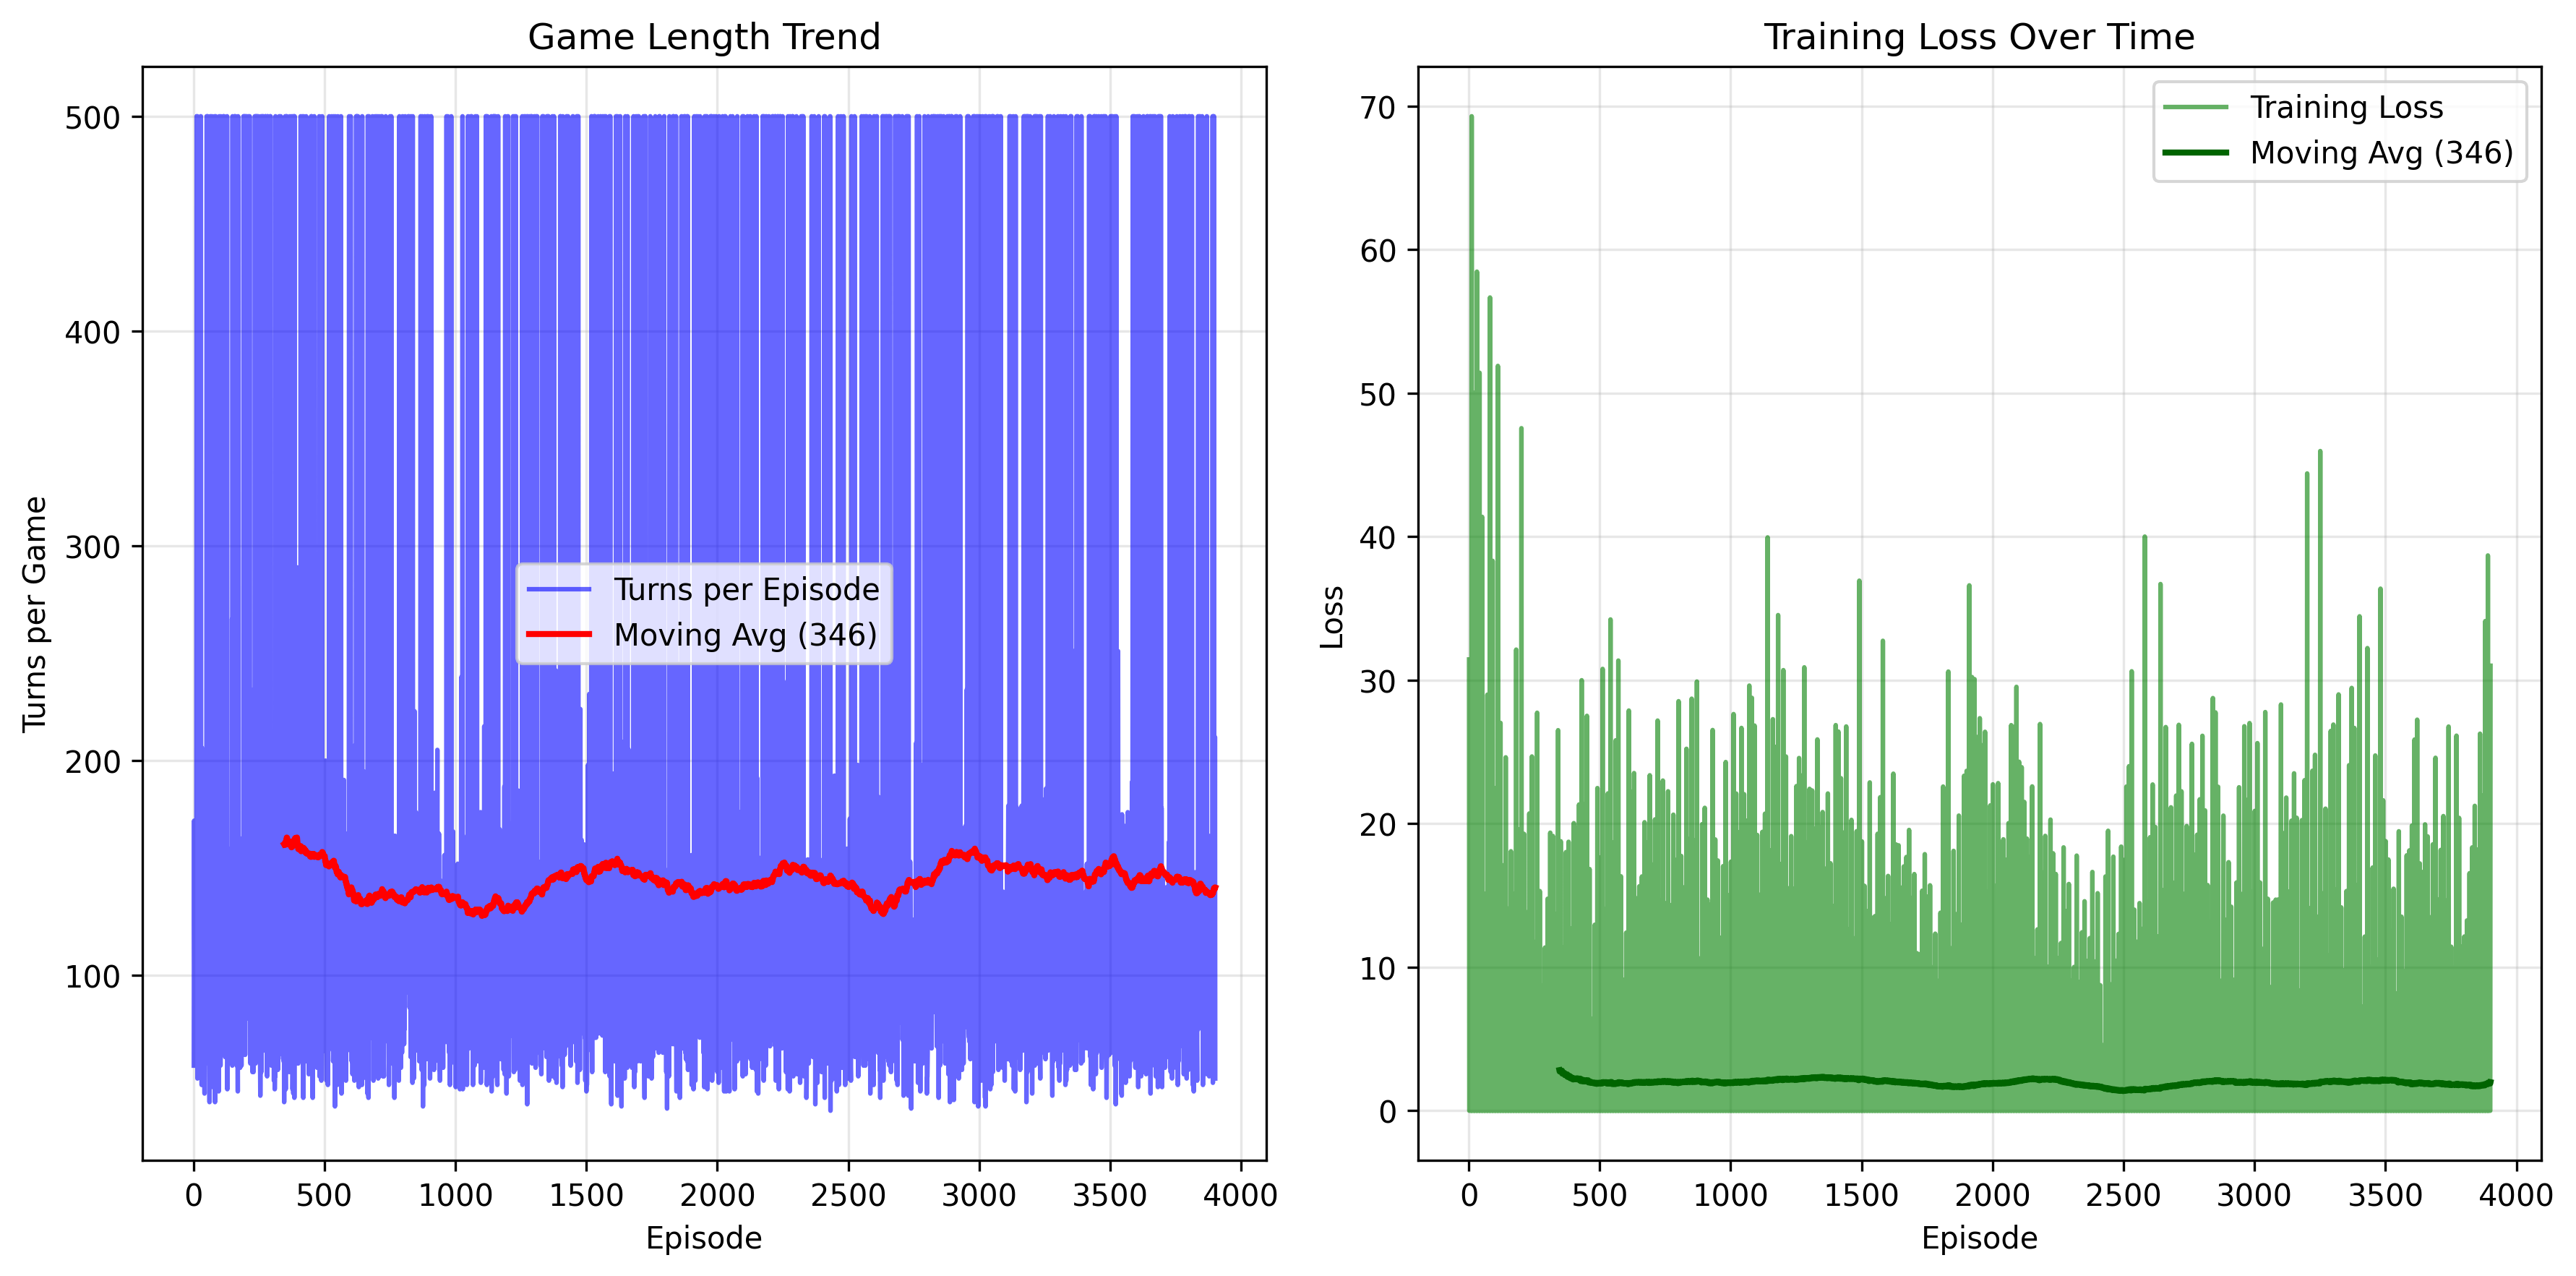 Game Length Trend
Turns per Game
500
400
300
200
100
Turns per Episode
Moving Avg (346)
0 500 1000 1500 2000 2500 3000 3500 4000
Episode
Training Loss Over Time
Loss
70
60
50
40
30
20
10
0
Training Loss
Moving Avg (346)
0 500 1000 1500 2000 2500 3000 3500 4000
Episode